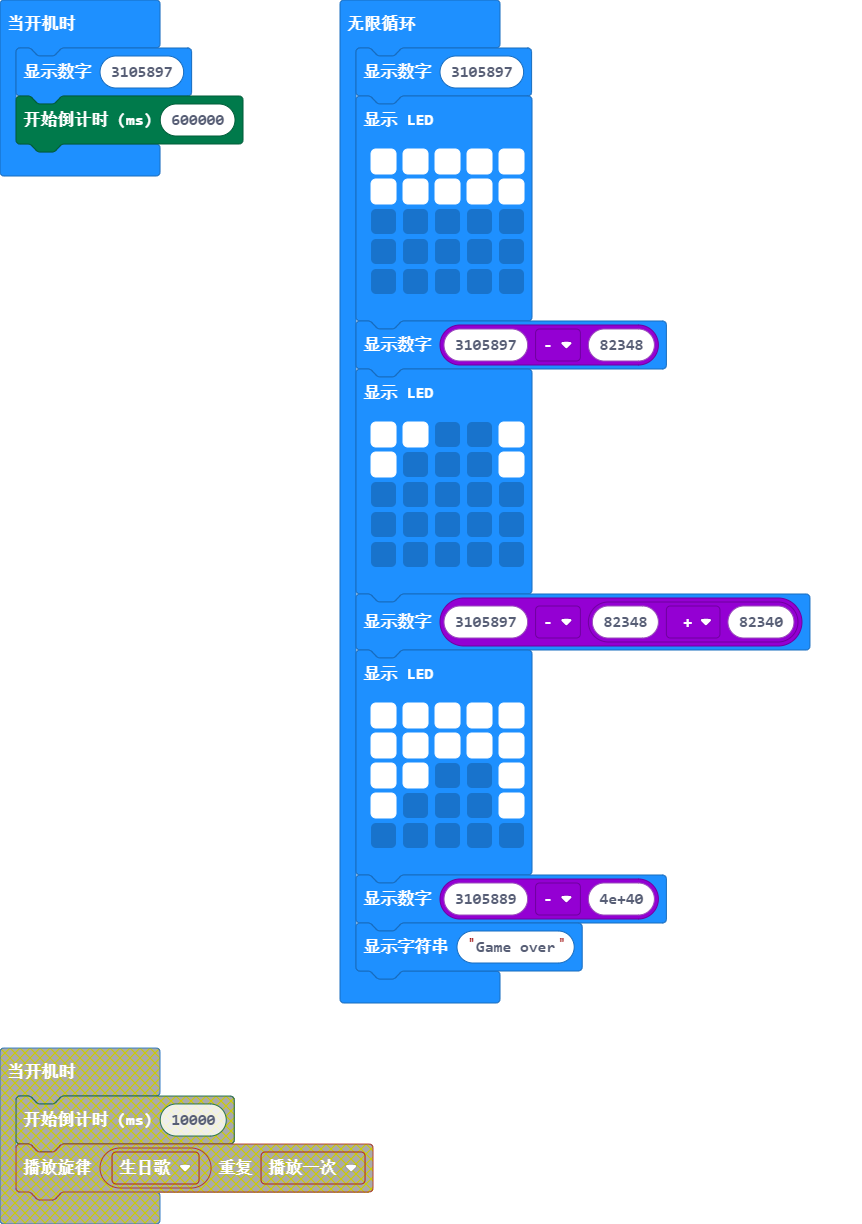 当开机时
显示数字 3105897
开始倒计时 (ms) 600000
无限循环
显示数字 3105897
显示 LED
显示数字 3105897 - 82348
显示 LED
显示数字 3105897 - 82348 + 82340
显示 LED
显示数字 3105889 - 4e+40
显示字符串 "Game over"
当开机时
开始倒计时 (ms) 10000
播放旋律 生日歌 重复 播放一次